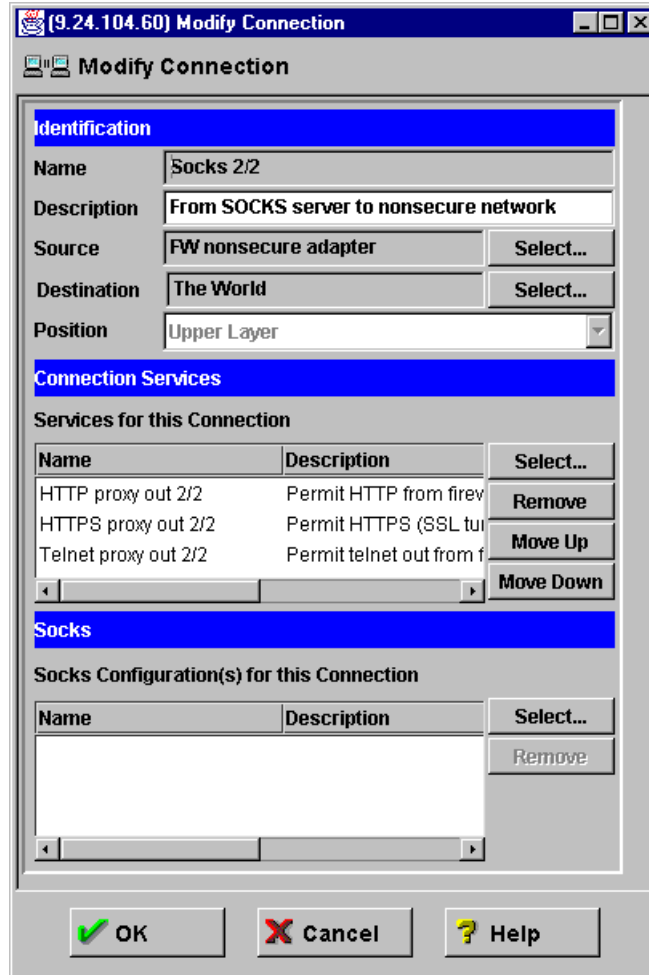 (9.24.104.60) Modify Connection
Modify Connection
Identification
Name Socks 2/2
Description From SOCKS server to nonsecure network
Source FW nonsecure adapter Select...
Destination The World Select...
Position Upper Layer
Connection Services
Services for this Connection
Name Description Select...
HTTP proxy out 2/2 Permit HTTP from firew Remove
HTTPS proxy out 2/2 Permit HTTPS (SSL tur Move Up
Telnet proxy out 2/2 Permit telnet out from f Move Down
Socks
Socks Configuration(s) for this Connection
Name Description Select...
Remove
OK Cancel Help